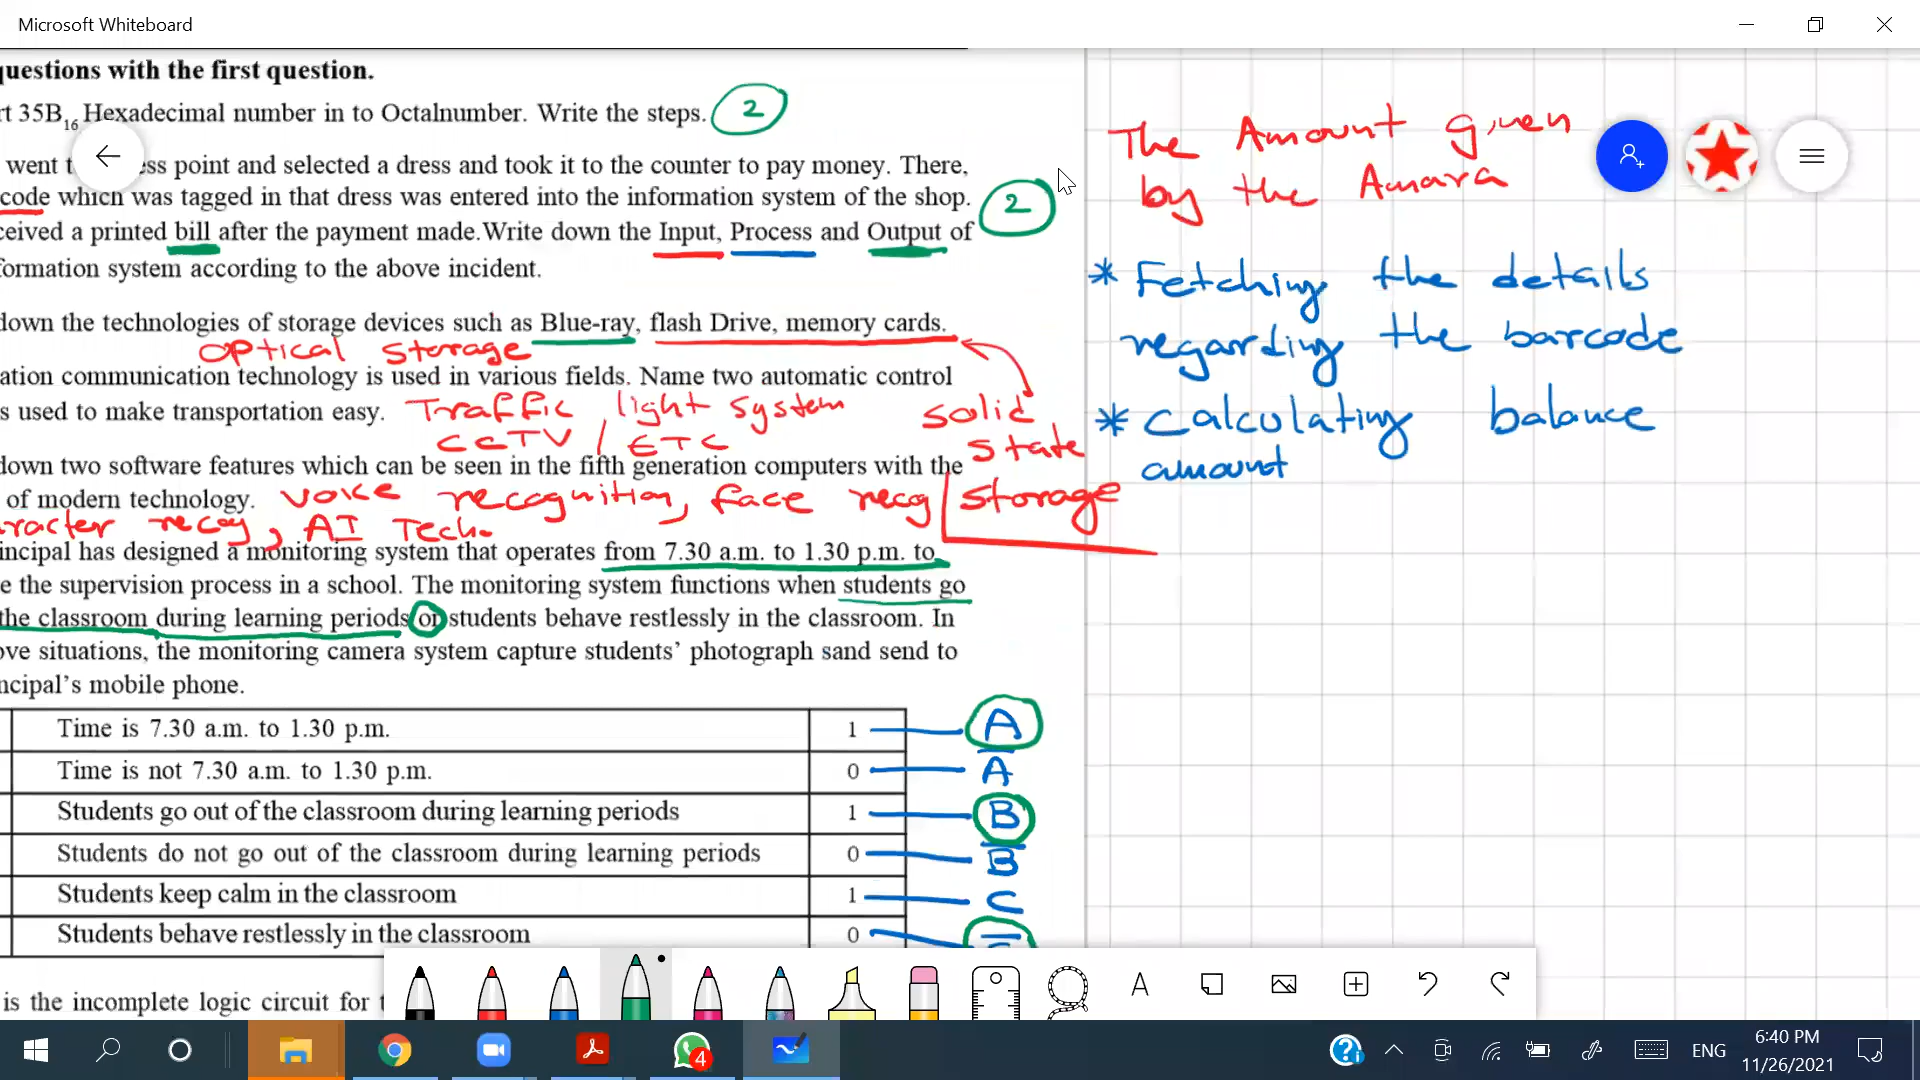 Microsoft Whiteboard
questions with the first question.
rt 35B16 Hexadecimal number in to Octalnumber. Write the steps. 2
went t ess point and selected a dress and took it to the counter to pay money. There,
code which was tagged in that dress was entered into the information system of the shop.
2
ceived a printed bill after the payment made.Write down the Input, Process and Output of
formation system according to the above incident.
down the technologies of storage devices such as Blue-ray, flash Drive, memory cards.
optical storage
ation communication technology is used in various fields. Name two automatic control
s used to make transportation easy. Traffic light system
CCTV / ETC
solid
state
storage
down two software features which can be seen in the fifth generation computers with the
of modern technology. voice recognition, face recog
racter recog, AI Tech.
incipal has designed a monitoring system that operates from 7.30 a.m. to 1.30 p.m. to
e the supervision process in a school. The monitoring system functions when students go
the classroom during learning periods or students behave restlessly in the classroom. In
ove situations, the monitoring camera system capture students' photograph sand send to
ncipal's mobile phone.
Time is 7.30 a.m. to 1.30 p.m. 1 A
Time is not 7.30 a.m. to 1.30 p.m. 0 A̅
Students go out of the classroom during learning periods 1 B
Students do not go out of the classroom during learning periods 0 B̅
Students keep calm in the classroom 1 C
Students behave restlessly in the classroom 0
is the incomplete logic circuit for t
The Amount given
by the Amara
* Fetching the details
regarding the barcode
* Calculating balance
amount
A
4
ENG
6:40 PM
11/26/2021